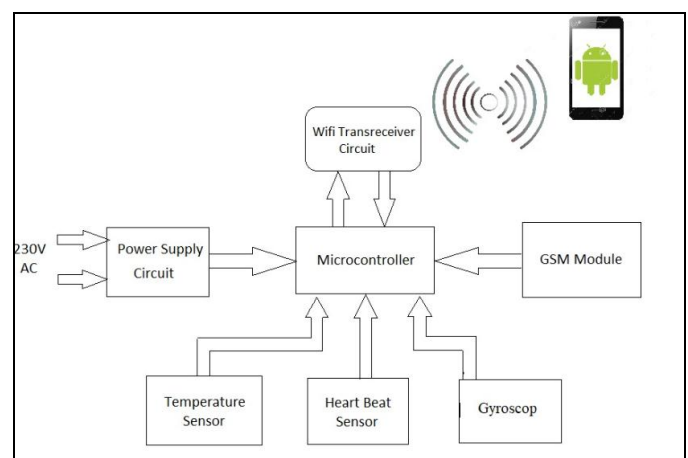 Wifi Transreceiver
Circuit
230V
AC
Power Supply
Circuit
Microcontroller
GSM Module
Temperature
Sensor
Heart Beat
Sensor
Gyroscop